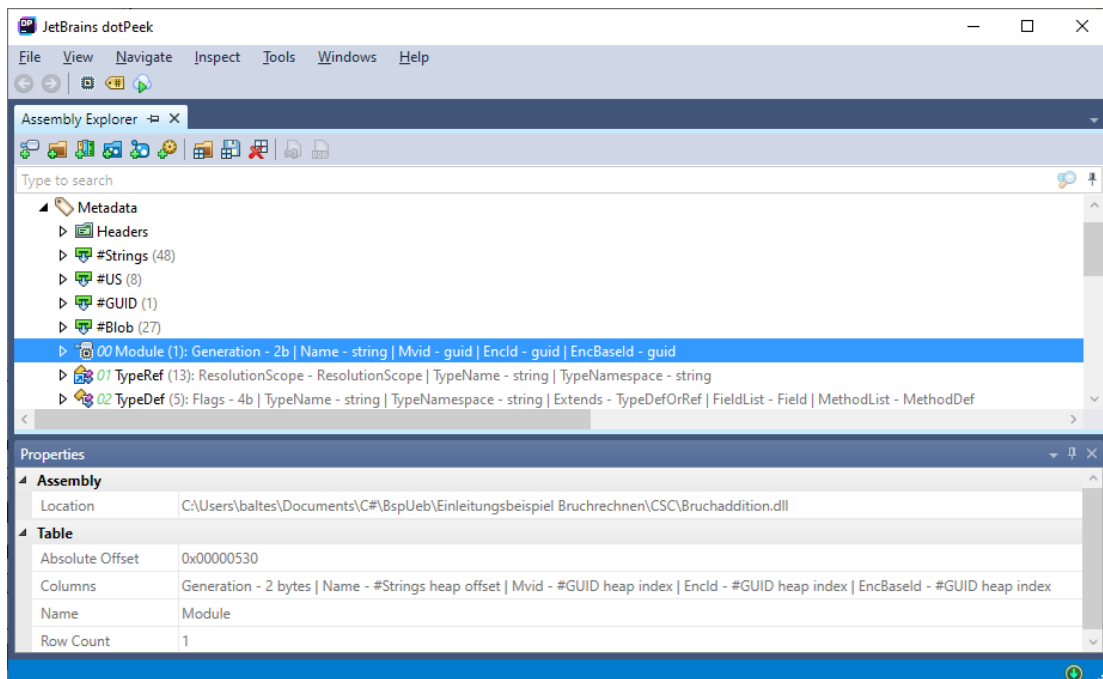 JetBrains dotPeek
File View Navigate Inspect Tools Windows Help
Assembly Explorer
Type to search
Metadata
Headers
#Strings (48)
#US (8)
#GUID (1)
#Blob (27)
00 Module (1): Generation - 2b | Name - string | Mvid - guid | EncId - guid | EncBaseId - guid
01 TypeRef (13): ResolutionScope - ResolutionScope | TypeName - string | TypeNamespace - string
02 TypeDef (5): Flags - 4b | TypeName - string | TypeNamespace - string | Extends - TypeDefOrRef | FieldList - Field | MethodList - MethodDef
Properties
Assembly
Location C:\Users\baltes\Documents\C#\BspUeb\Einleitungsbeispiel Bruchrechnen\CSC\Bruchaddition.dll
Table
Absolute Offset 0x00000530
Columns Generation - 2 bytes | Name - #Strings heap offset | Mvid - #GUID heap index | EncId - #GUID heap index | EncBaseId - #GUID heap index
Name Module
Row Count 1